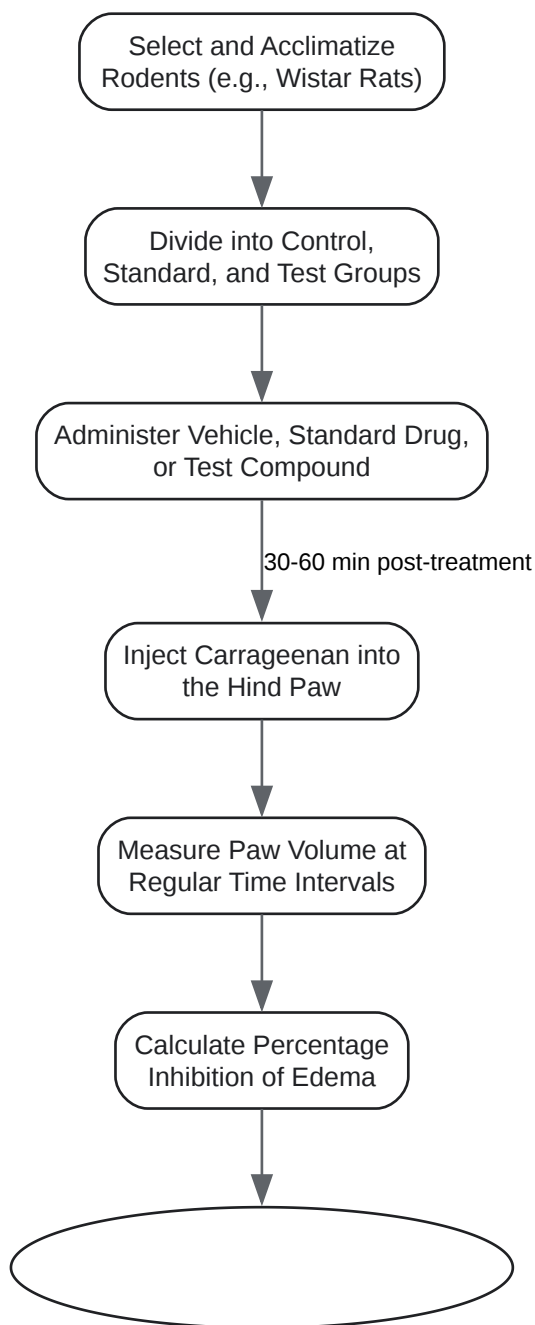 Select and Acclimatize
Rodents (e.g., Wistar Rats)
Divide into Control,
Standard, and Test Groups
Administer Vehicle, Standard Drug,
or Test Compound
30-60 min post-treatment
Inject Carrageenan into
the Hind Paw
Measure Paw Volume at
Regular Time Intervals
Calculate Percentage
Inhibition of Edema